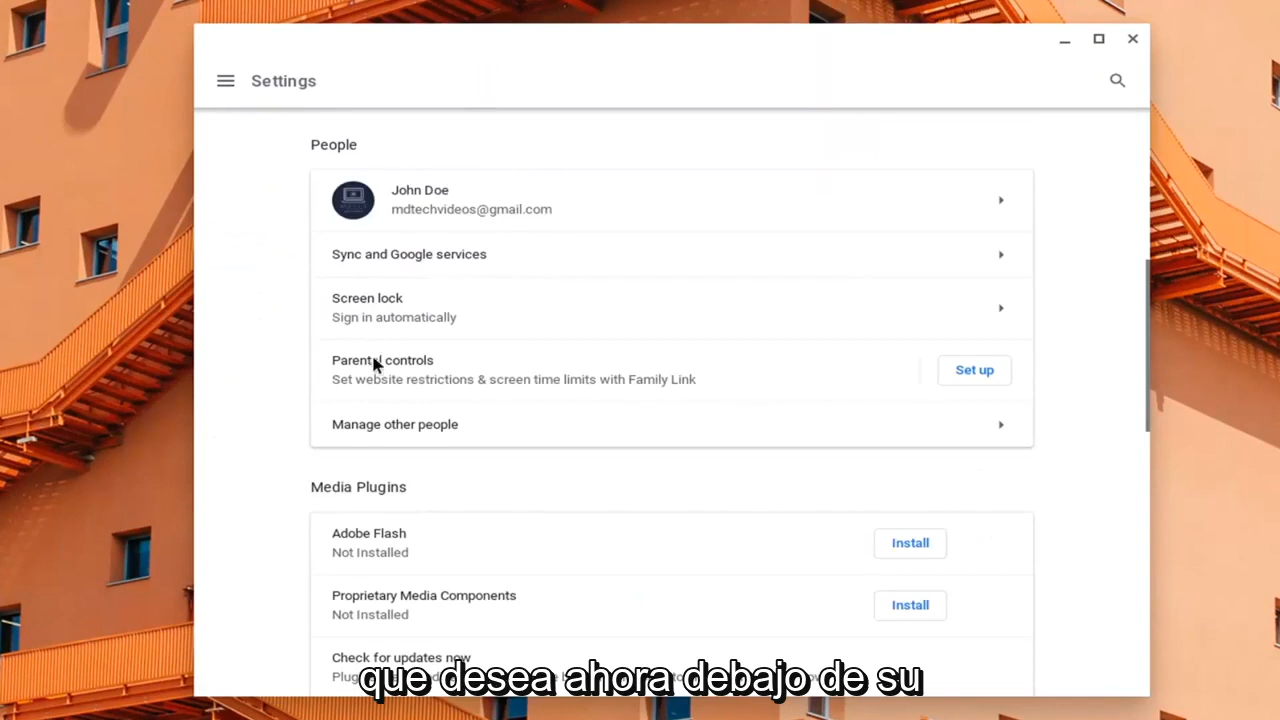 Settings
People
John Doe
mdtechvideos@gmail.com
Sync and Google services
Screen lock
Sign in automatically
Parental controls
Set website restrictions & screen time limits with Family Link
Set up
Manage other people
Media Plugins
Adobe Flash
Not Installed
Install
Proprietary Media Components
Not Installed
Install
Check for updates now
que desea ahora debajo de su